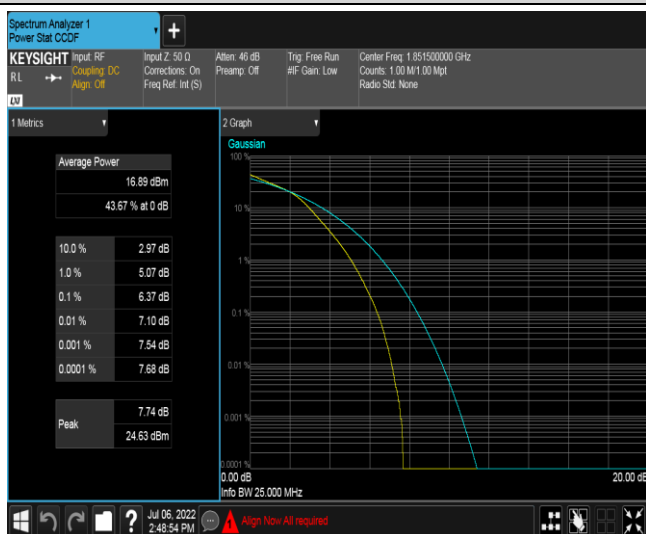 Spectrum Analyzer 1
Power Stat CCDF
+
KEYSIGHT
RL
LXI
Input: RF
Coupling: DC
Align: Off
Input Z: 50 Ω
Corrections: On
Freq Ref: Int (S)
Atten: 46 dB
Preamp: Off
Trig: Free Run
#IF Gain: Low
Center Freq: 1.851500000 GHz
Counts: 1.00 M/1.00 Mpt
Radio Std: None
1 Metrics
Average Power
16.89 dBm
43.67 % at 0 dB
10.0 % 2.97 dB
1.0 % 5.07 dB
0.1 % 6.37 dB
0.01 % 7.10 dB
0.001 % 7.54 dB
0.0001 % 7.68 dB
Peak
7.74 dB
24.63 dBm
2 Graph
Gaussian
100 %
10 %
1 %
0.1 %
0.01 %
0.001 %
0.0001 %
0.00 dB 20.00 dB
Info BW 25.000 MHz
?
Jul 06, 2022
2:48:54 PM
Align Now All required